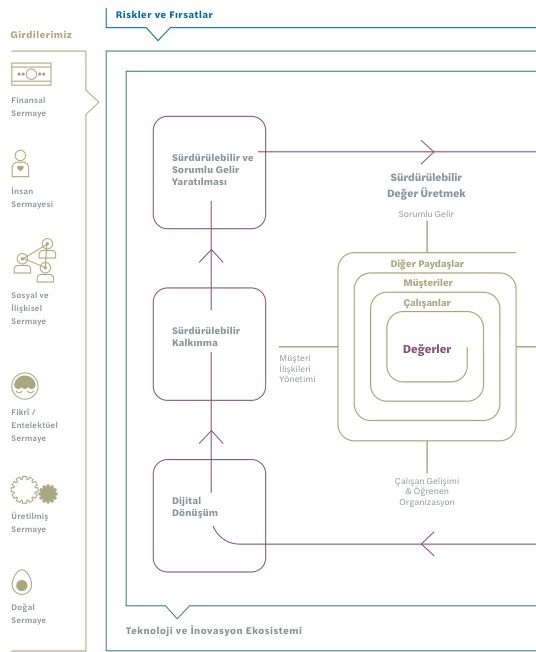 Riskler ve Fırsatlar
Girdilerimiz
Finansal
Sermaye
İnsan
Sermayesi
Sosyal ve
İlişkisel
Sermaye
Fikrî /
Entelektüel
Sermaye
Üretilmiş
Sermaye
Doğal
Sermaye
Sürdürülebilir ve
Sorumlu Gelir
Yaratılması
Sürdürülebilir
Kalkınma
Dijital
Dönüşüm
Sürdürülebilir
Değer Üretmek
Sorumlu Gelir
Diğer Paydaşlar
Müşteriler
Çalışanlar
Değerler
Müşteri
İlişkileri
Yönetimi
Çalışan Gelişimi
& Öğrenen
Organizasyon
Teknoloji ve İnovasyon Ekosistemi